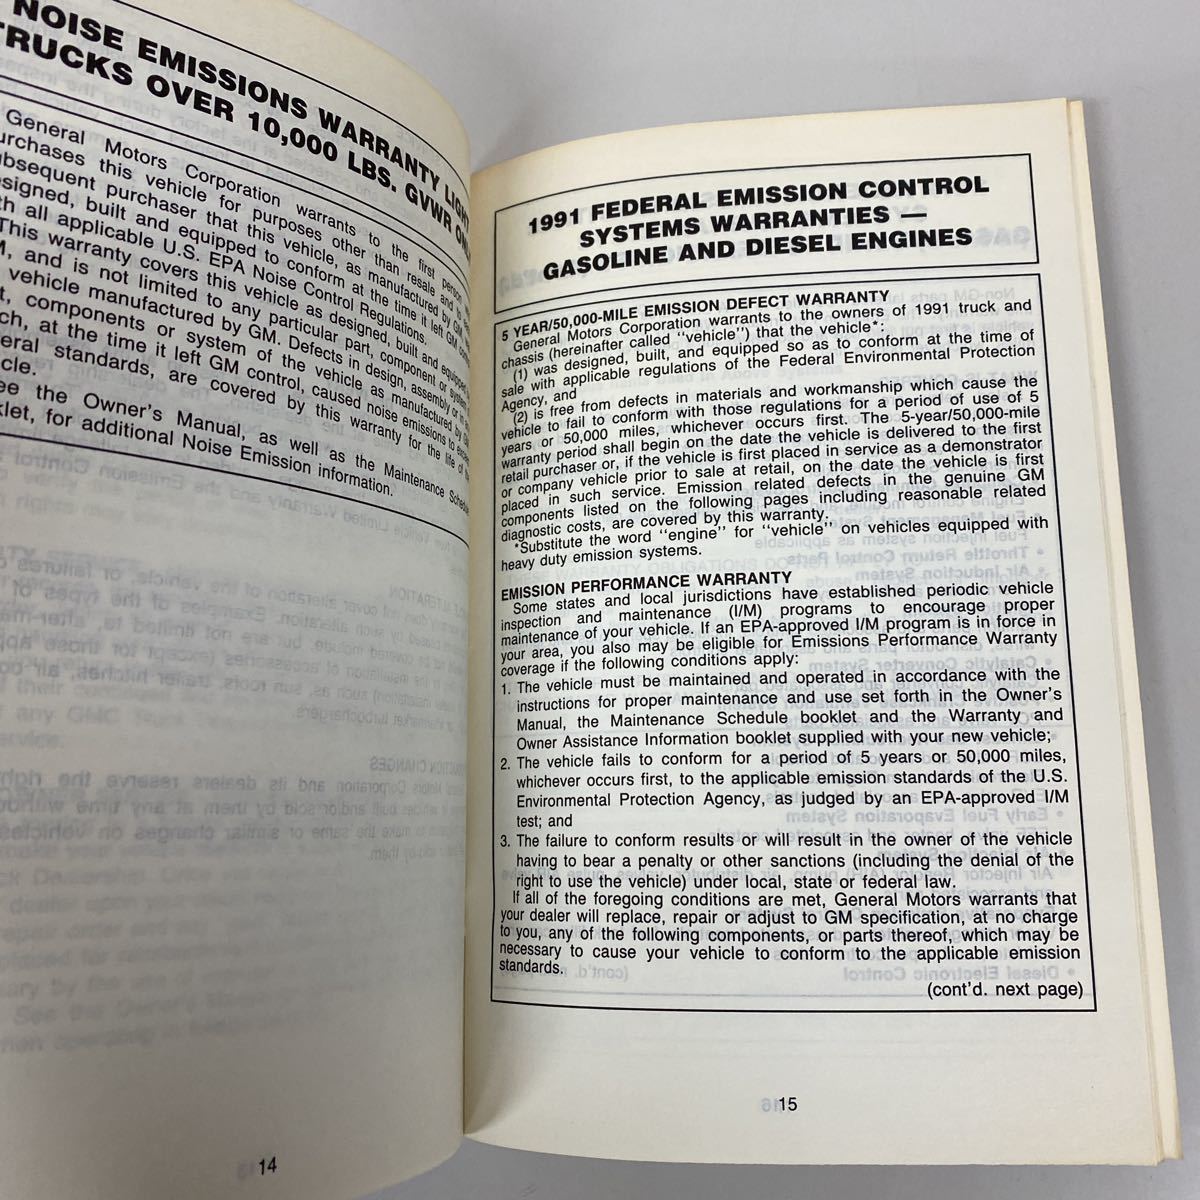 NOISE EMISSIONS WARRANTY LIGHT
TRUCKS OVER 10,000 LBS. GVWR ONL
General Motors Corporation warrants to the first person
purchases this vehicle for purposes other than resale and to
subsequent purchaser that this vehicle, as manufactured by GM,
designed, built and equipped to conform at the time it left GM
all applicable U.S. EPA Noise Control Regulations.
This warranty covers this vehicle as designed, built and equipped
and is not limited to any particular part, component or system
vehicle manufactured by GM. Defects in design, assembly or in
components or system of the vehicle as manufactured by GM
at the time it left GM control, caused noise emissions to
standards, are covered by this warranty for the life of the
cle.
ee the Owner's Manual, as well as the Maintenance Schedu
klet, for additional Noise Emission information.
14
1991 FEDERAL EMISSION CONTROL
SYSTEMS WARRANTIES —
GASOLINE AND DIESEL ENGINES
5 YEAR/50,000-MILE EMISSION DEFECT WARRANTY
General Motors Corporation warrants to the owners of 1991 truck and
chassis (hereinafter called "vehicle") that the vehicle*:
(1) was designed, built, and equipped so as to conform at the time of
sale with applicable regulations of the Federal Environmental Protection
Agency, and
(2) is free from defects in materials and workmanship which cause the
vehicle to fail to conform with those regulations for a period of use of 5
years or 50,000 miles, whichever occurs first. The 5-year/50,000-mile
warranty period shall begin on the date the vehicle is delivered to the first
retail purchaser or, if the vehicle is first placed in service as a demonstrator
or company vehicle prior to sale at retail, on the date the vehicle is first
placed in such service. Emission related defects in the genuine GM
components listed on the following pages including reasonable related
diagnostic costs, are covered by this warranty.
*Substitute the word "engine" for "vehicle" on vehicles equipped with
heavy duty emission systems.
EMISSION PERFORMANCE WARRANTY
Some states and local jurisdictions have established periodic vehicle
inspection and maintenance (I/M) programs to encourage proper
maintenance of your vehicle. If an EPA-approved I/M program is in force in
your area, you also may be eligible for Emissions Performance Warranty
coverage if the following conditions apply:
1. The vehicle must be maintained and operated in accordance with the
instructions for proper maintenance and use set forth in the Owner's
Manual, the Maintenance Schedule booklet and the Warranty and
Owner Assistance Information booklet supplied with your new vehicle;
2. The vehicle fails to conform for a period of 5 years or 50,000 miles,
whichever occurs first, to the applicable emission standards of the U.S.
Environmental Protection Agency, as judged by an EPA-approved I/M
test; and
3. The failure to conform results or will result in the owner of the vehicle
having to bear a penalty or other sanctions (including the denial of the
right to use the vehicle) under local, state or federal law.
If all of the foregoing conditions are met, General Motors warrants that
your dealer will replace, repair or adjust to GM specification, at no charge
to you, any of the following components, or parts thereof, which may be
necessary to cause your vehicle to conform to the applicable emission
standards.
(cont'd. next page)
15